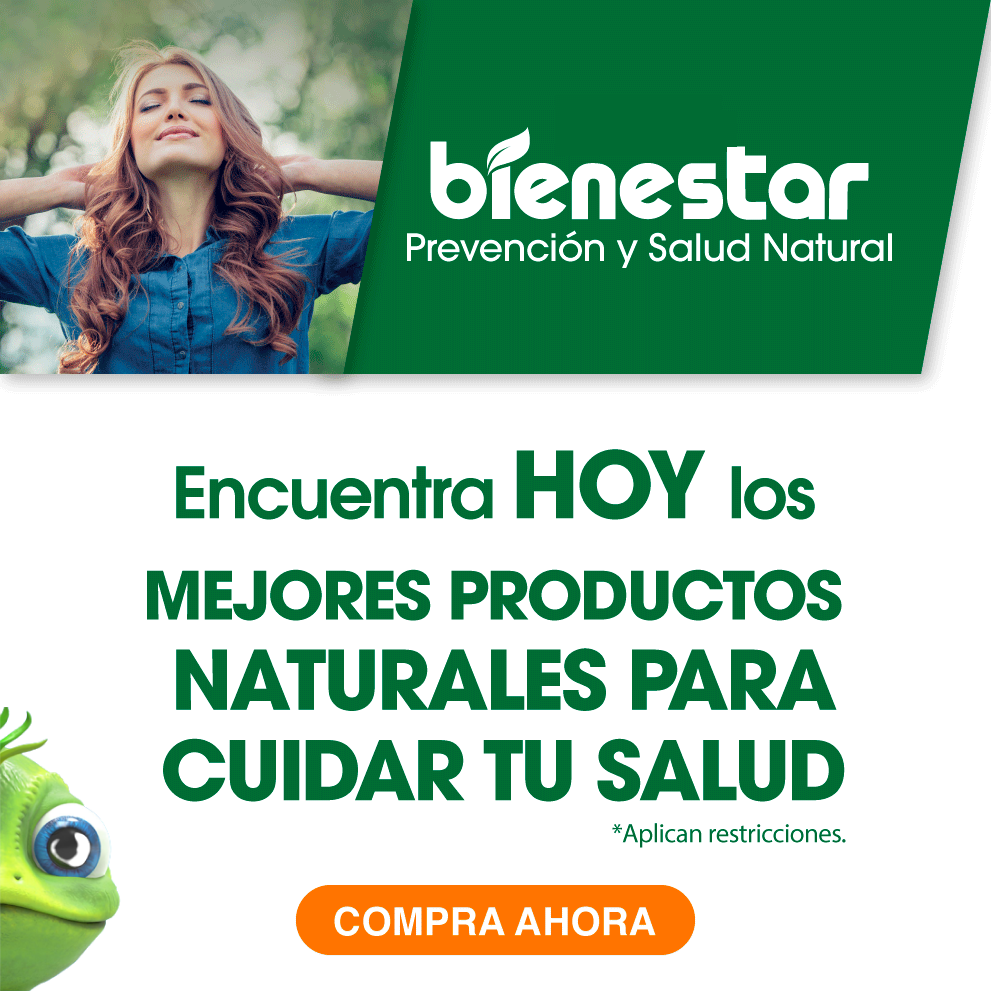 bienestar
Prevención y Salud Natural
Encuentra HOY los
MEJORES PRODUCTOS
NATURALES PARA
CUIDAR TU SALUD
*Aplican restricciones.
COMPRA AHORA